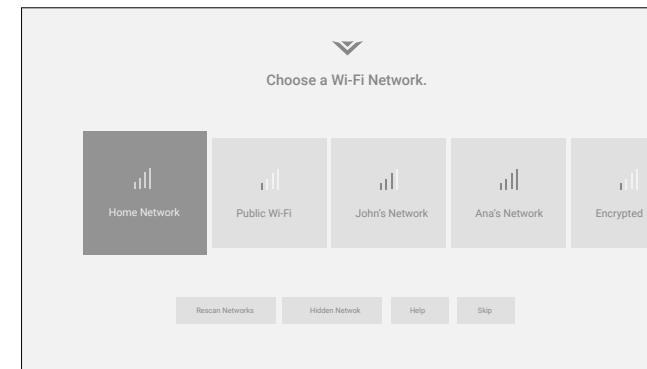 Choose a Wi-Fi Network.
Home Network
Public Wi-Fi
John's Network
Ana's Network
Encrypted
Rescan Networks
Hidden Netwok
Help
Skip